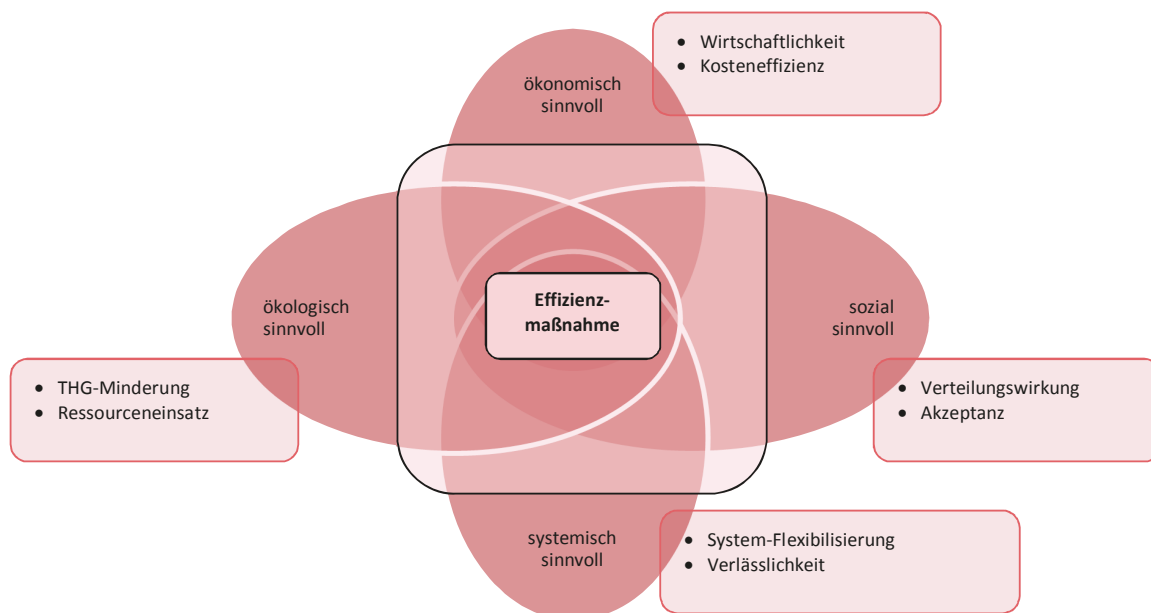 • Wirtschaftlichkeit
• Kosteneffizienz
ökonomisch
sinnvoll
Effizienz-
maßnahme
ökologisch
sinnvoll
sozial
sinnvoll
• THG-Minderung
• Ressourceneinsatz
• Verteilungswirkung
• Akzeptanz
systemisch
sinnvoll
• System-Flexibilisierung
• Verlässlichkeit